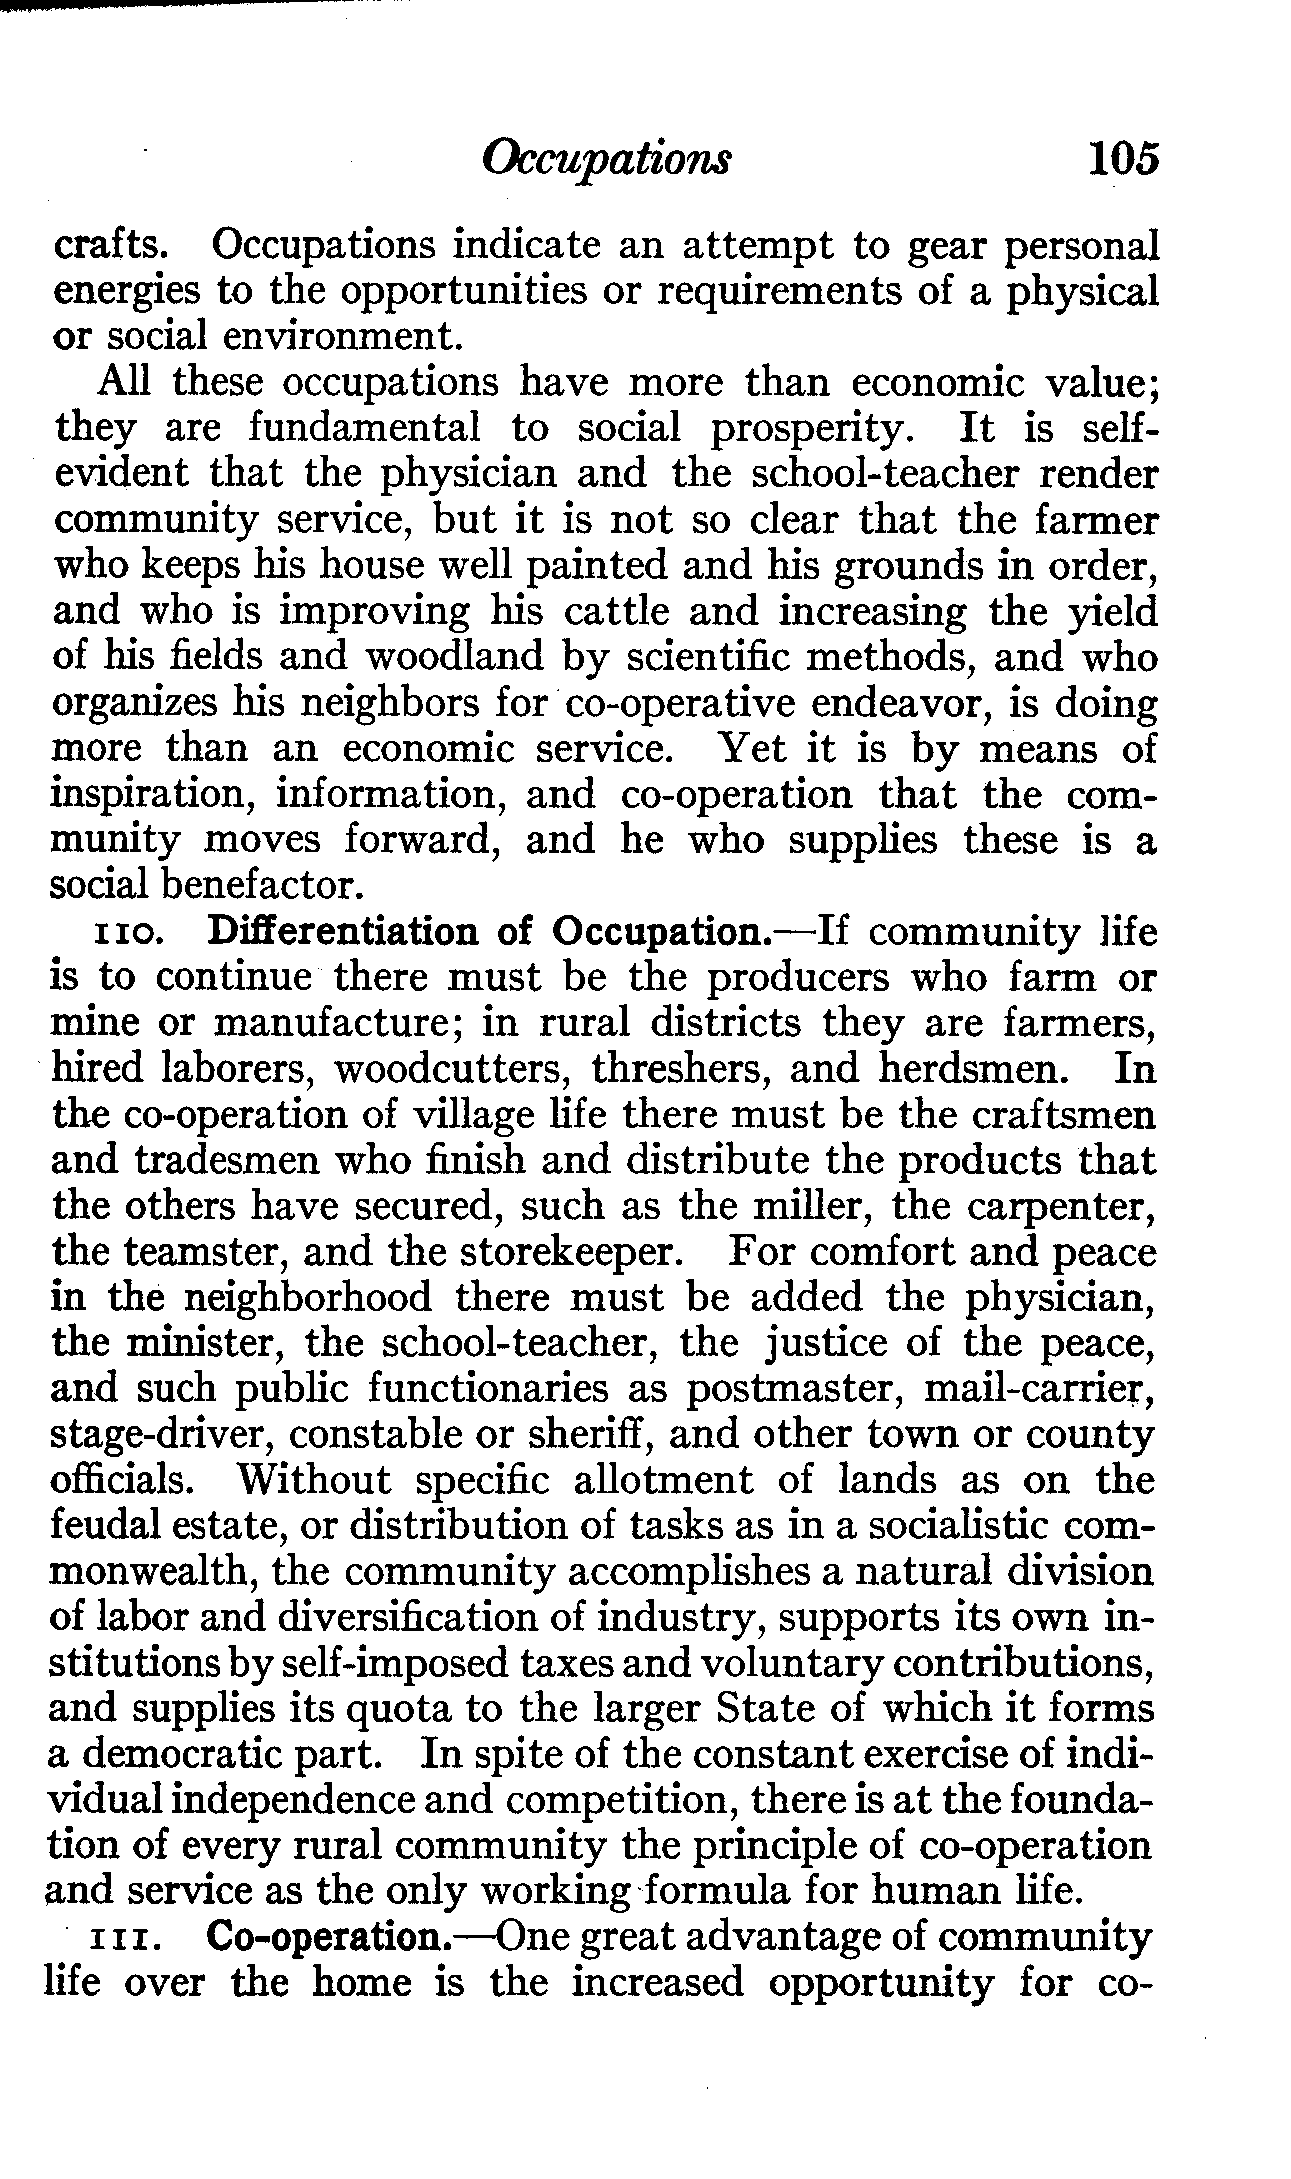 Occupations 105
crafts. Occupations indicate an attempt to gear personal
energies to the opportunities or requirements of a physical
or social environment.
All these occupations have more than economic value;
they are fundamental to social prosperity. It is self-
evident that the physician and the school-teacher render
community service, but it is not so clear that the farmer
who keeps his house well painted and his grounds in order,
and who is improving his cattle and increasing the yield
of his fields and woodland by scientific methods, and who
organizes his neighbors for co-operative endeavor, is doing
more than an economic service. Yet it is by means of
inspiration, information, and co-operation that the com-
munity moves forward, and he who supplies these is a
social benefactor.
110. Differentiation of Occupation.—If community life
is to continue there must be the producers who farm or
mine or manufacture; in rural districts they are farmers,
hired laborers, woodcutters, threshers, and herdsmen. In
the co-operation of village life there must be the craftsmen
and tradesmen who finish and distribute the products that
the others have secured, such as the miller, the carpenter,
the teamster, and the storekeeper. For comfort and peace
in the neighborhood there must be added the physician,
the minister, the school-teacher, the justice of the peace,
and such public functionaries as postmaster, mail-carrier,
stage-driver, constable or sheriff, and other town or county
officials. Without specific allotment of lands as on the
feudal estate, or distribution of tasks as in a socialistic com-
monwealth, the community accomplishes a natural division
of labor and diversification of industry, supports its own in-
stitutions by self-imposed taxes and voluntary contributions,
and supplies its quota to the larger State of which it forms
a democratic part. In spite of the constant exercise of indi-
vidual independence and competition, there is at the founda-
tion of every rural community the principle of co-operation
and service as the only working formula for human life.
111. Co-operation.—One great advantage of community
life over the home is the increased opportunity for co-